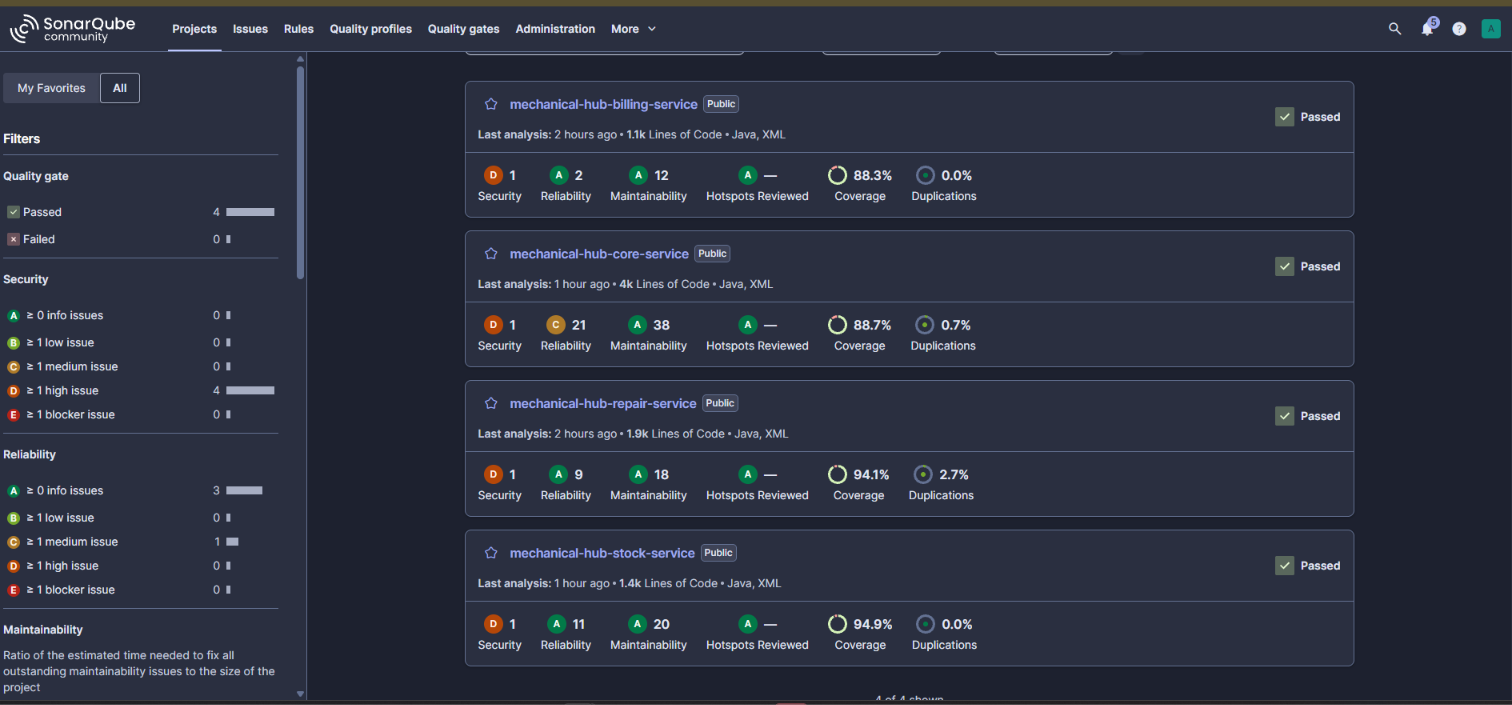 SonarQube community Projects Issues Rules Quality profiles Quality gates Administration More 5 ? A
My Favorites All
Filters
Quality gate
Passed 4
Failed 0
Security
A ≥ 0 info issues 0
B ≥ 1 low issue 0
C ≥ 1 medium issue 0
D ≥ 1 high issue 4
E ≥ 1 blocker issue 0
Reliability
A ≥ 0 info issues 3
B ≥ 1 low issue 0
C ≥ 1 medium issue 1
D ≥ 1 high issue 0
E ≥ 1 blocker issue 0
Maintainability
Ratio of the estimated time needed to fix all
outstanding maintainability issues to the size of the
project
mechanical-hub-billing-service Public
Passed
Last analysis: 2 hours ago • 1.1k Lines of Code • Java, XML
D 1 A 2 A 12 A — 88.3% 0.0%
Security Reliability Maintainability Hotspots Reviewed Coverage Duplications
mechanical-hub-core-service Public
Passed
Last analysis: 1 hour ago • 4k Lines of Code • Java, XML
D 1 C 21 A 38 A — 88.7% 0.7%
Security Reliability Maintainability Hotspots Reviewed Coverage Duplications
mechanical-hub-repair-service Public
Passed
Last analysis: 2 hours ago • 1.9k Lines of Code • Java, XML
D 1 A 9 A 18 A — 94.1% 2.7%
Security Reliability Maintainability Hotspots Reviewed Coverage Duplications
mechanical-hub-stock-service Public
Passed
Last analysis: 1 hour ago • 1.4k Lines of Code • Java, XML
D 1 A 11 A 20 A — 94.9% 0.0%
Security Reliability Maintainability Hotspots Reviewed Coverage Duplications
4 of 4 shown